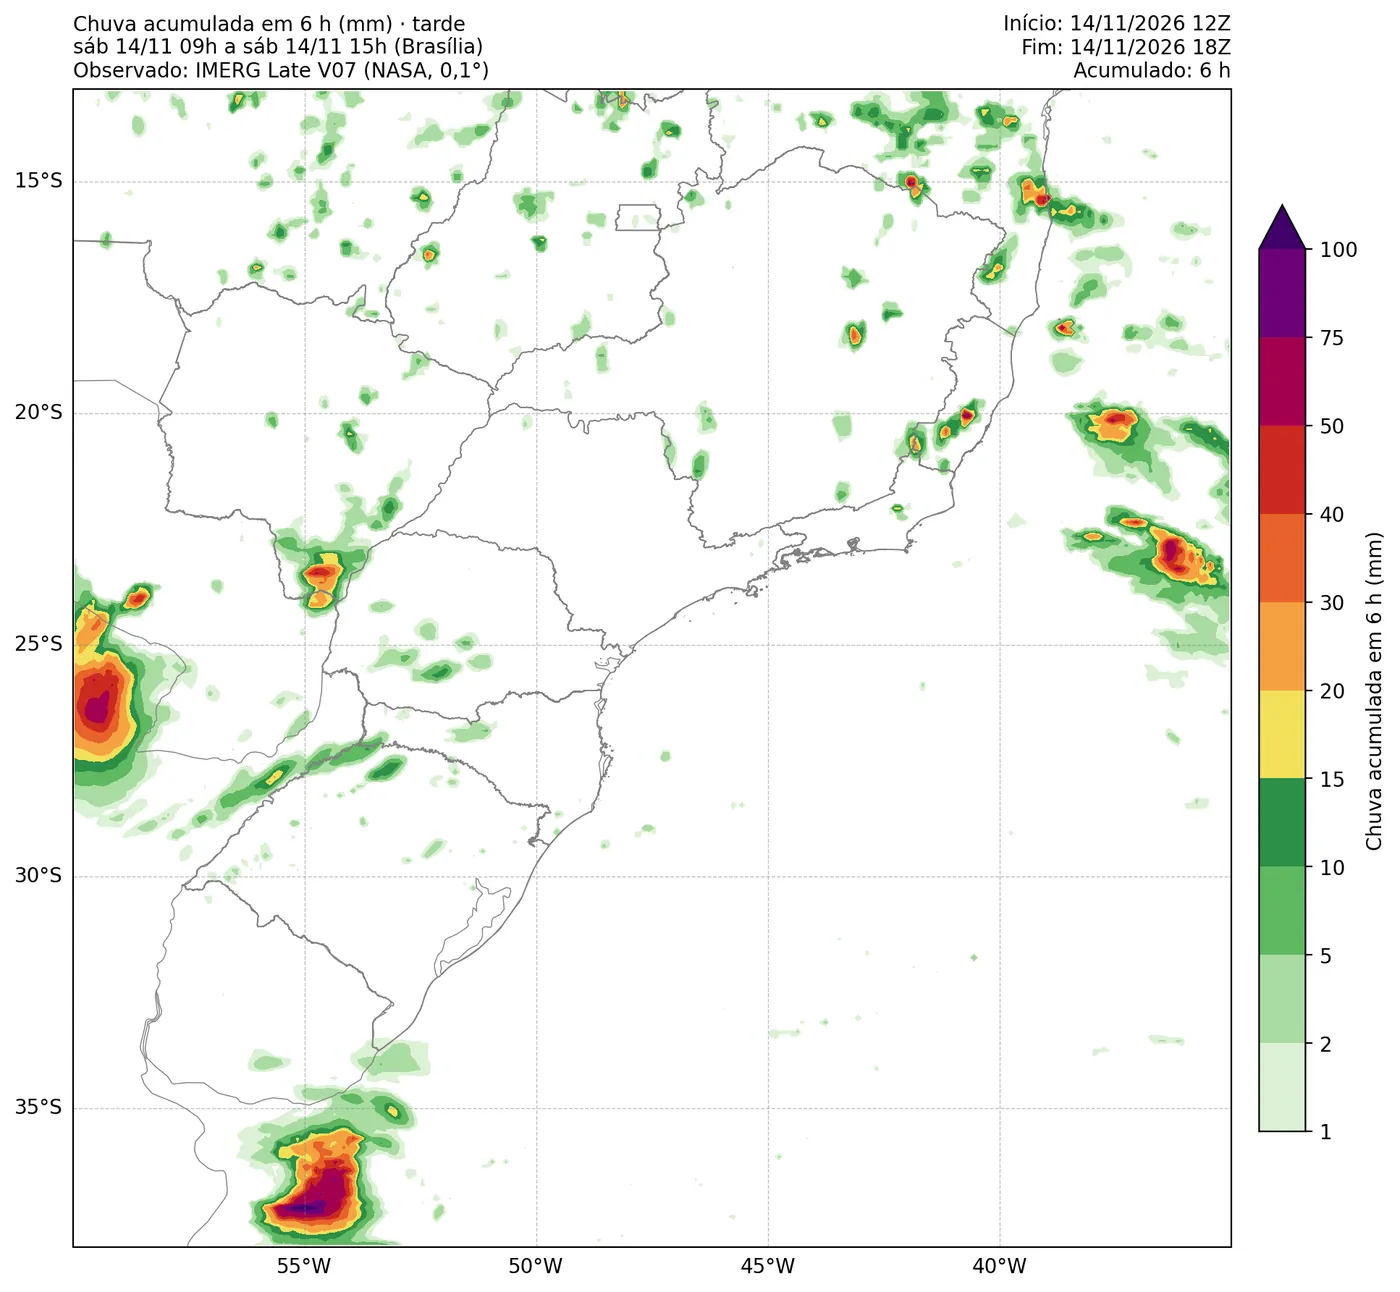 Chuva acumulada em 6 h (mm) · tarde
sáb 14/11 09h a sáb 14/11 15h (Brasília)
Observado: IMERG Late V07 (NASA, 0,1°)
Início: 14/11/2026 12Z
Fim: 14/11/2026 18Z
Acumulado: 6 h
15°S
20°S
25°S
30°S
35°S
55°W
50°W
45°W
40°W
100
75
50
40
30
20
15
10
5
2
1
Chuva acumulada em 6 h (mm)